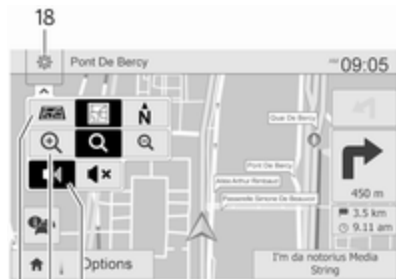 18
Pont De Bercy
09:05
N
Quai De Bercy
Pont De Bercy
Allée Arthur Rimbaud
Passerelle Simone De Beauvoir
450 m
3.5 km
9.11 am
Options
I'm da notorius Media
String